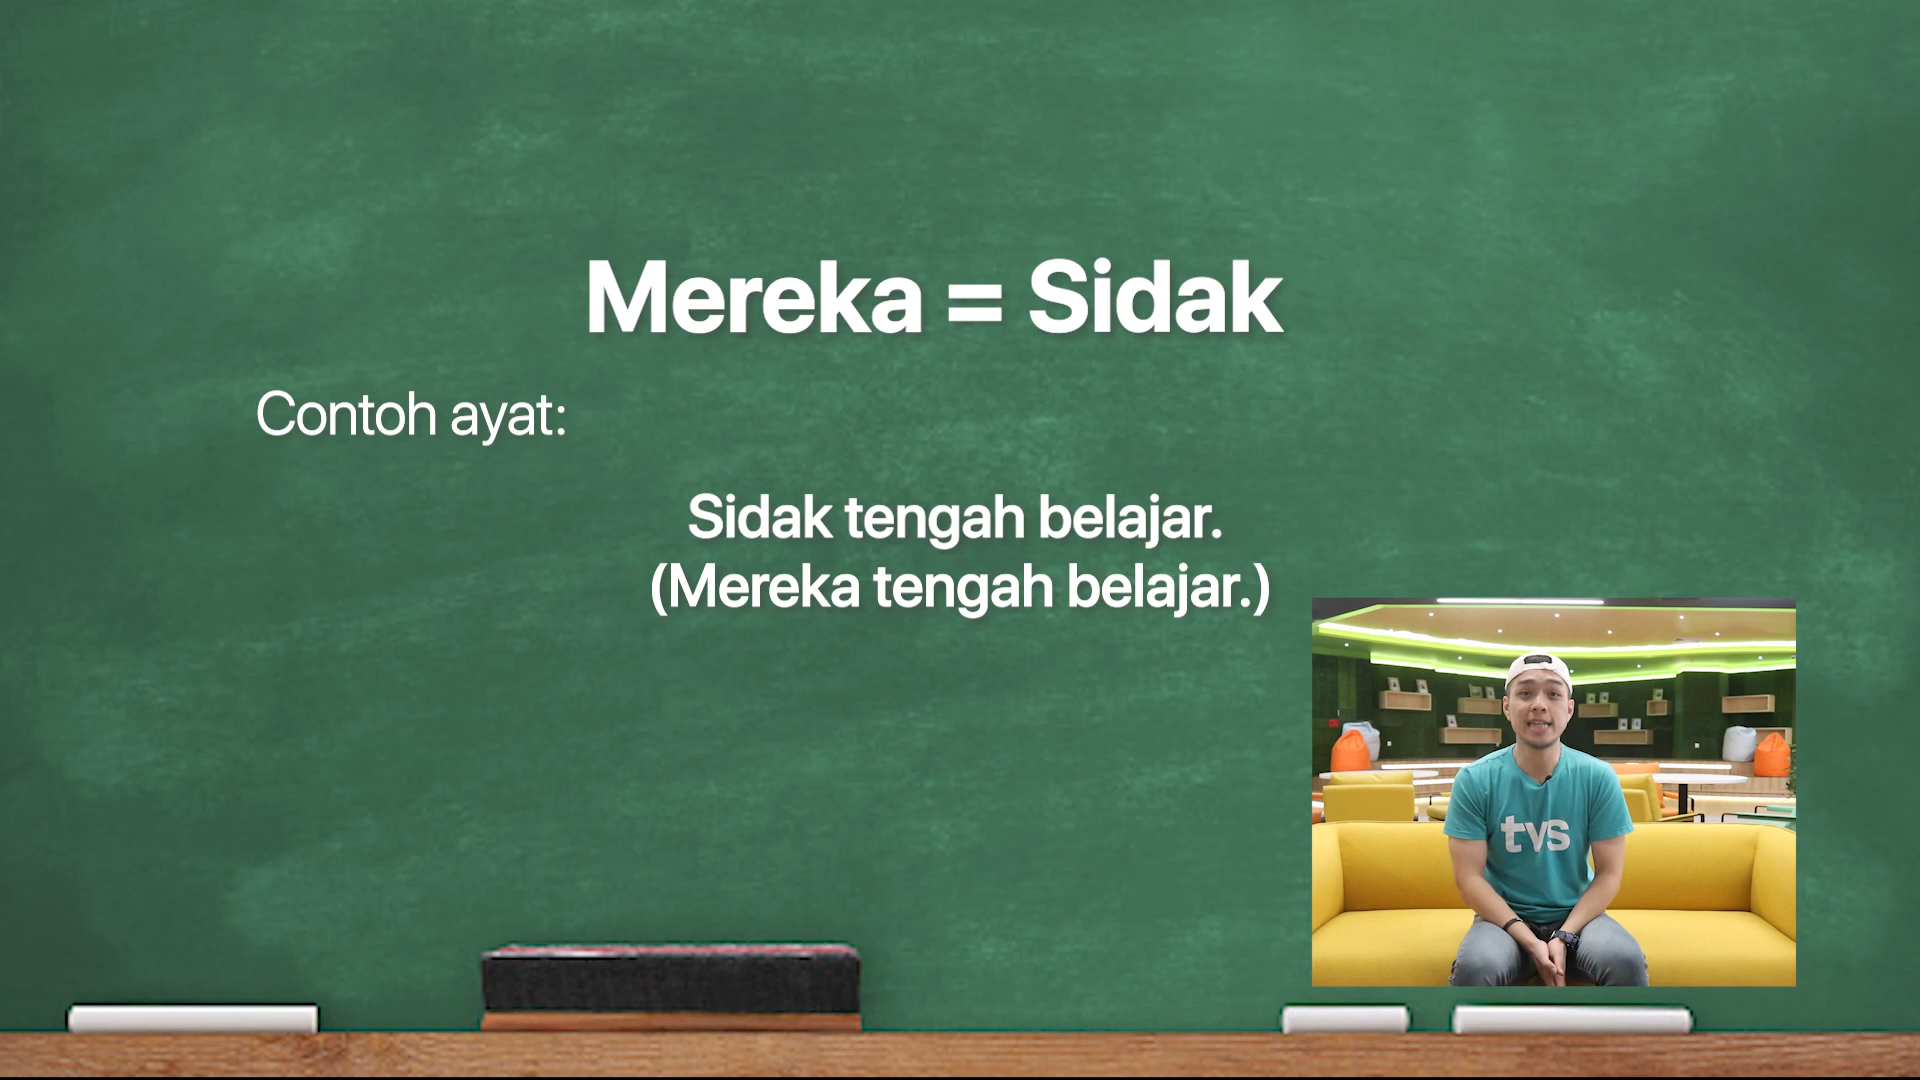 Mereka = Sidak
Contoh ayat:
Sidak tengah belajar.
(Mereka tengah belajar.)
tvs